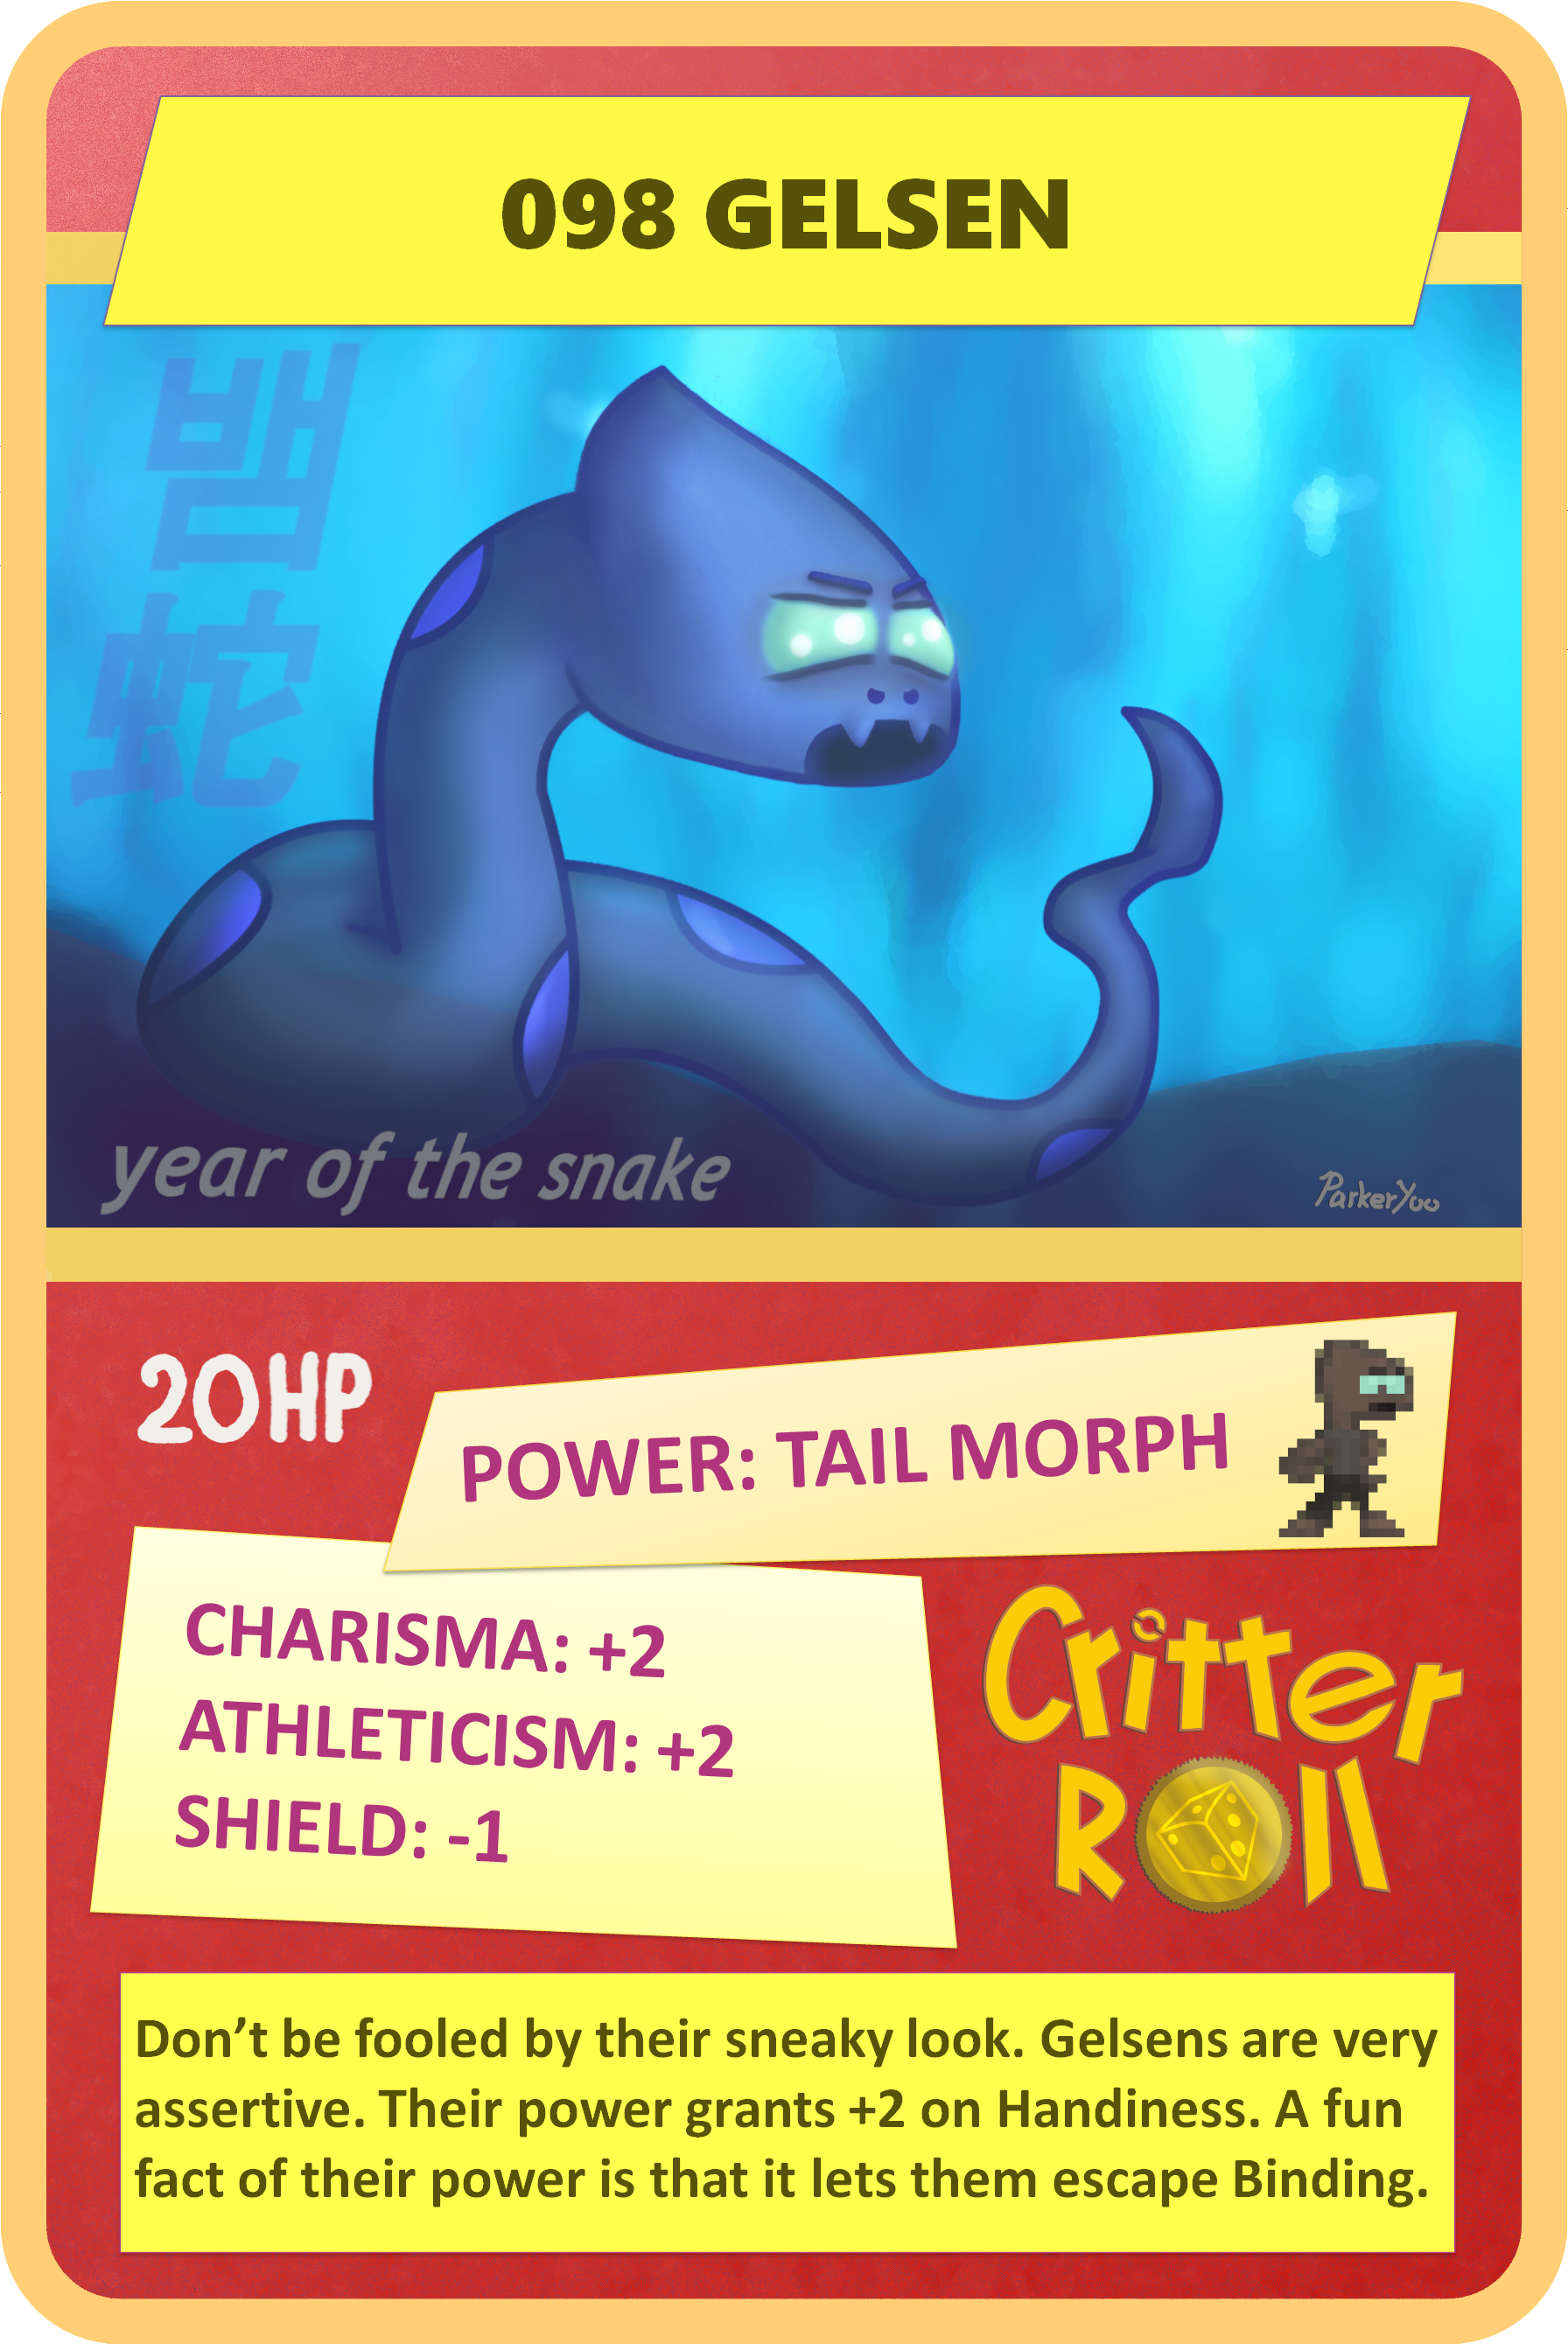 098 GELSEN
뱀
蛇
year of the snake
ParkerYoo
20HP
POWER: TAIL MORPH
CHARISMA: +2
ATHLETICISM: +2
SHIELD: -1
Critter
Roll
Don’t be fooled by their sneaky look. Gelsens are very
assertive. Their power grants +2 on Handiness. A fun
fact of their power is that it lets them escape Binding.